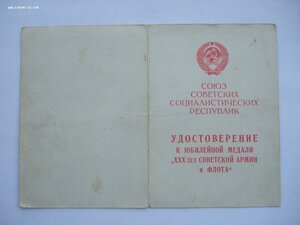 СОЮЗ
СОВЕТСКИХ
СОЦИАЛИСТИЧЕСКИХ
РЕСПУБЛИК
УДОСТОВЕРЕНИЕ
К ЮБИЛЕЙНОЙ МЕДАЛИ
„XXX лет СОВЕТСКОЙ АРМИИ
и ФЛОТА“